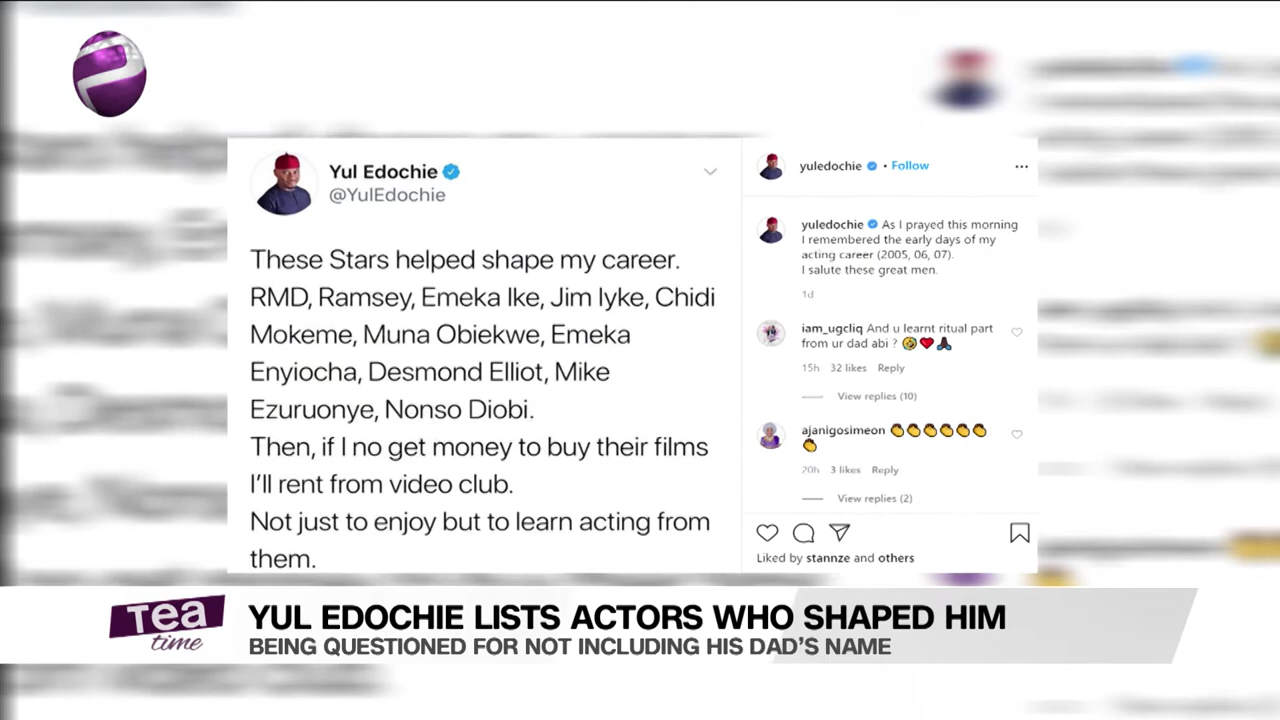 Yul Edochie
@YulEdochie
These Stars helped shape my career.
RMD, Ramsey, Emeka Ike, Jim Iyke, Chidi
Mokeme, Muna Obiekwe, Emeka
Enyiocha, Desmond Elliot, Mike
Ezuruonye, Nonso Diobi.
Then, if I no get money to buy their films
I'll rent from video club.
Not just to enjoy but to learn acting from
them.
yuledochie • Follow
yuledochie As I prayed this morning
I remembered the early days of my
acting career (2005, 06, 07).
I salute these great men.
1d
iam_ugcliq And u learnt ritual part
from ur dad abi ? 🤣❤️🙏🏿
15h 32 likes Reply
View replies (10)
ajanigosimeon 👏👏👏👏👏👏
👏
20h 3 likes Reply
View replies (2)
Liked by stannze and others
Tea
time
YUL EDOCHIE LISTS ACTORS WHO SHAPED HIM
BEING QUESTIONED FOR NOT INCLUDING HIS DAD'S NAME